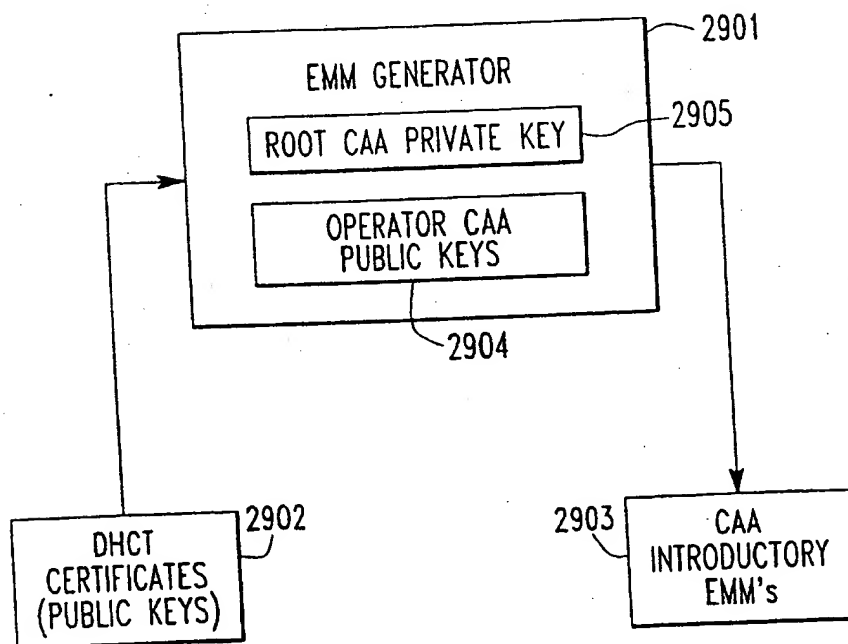 2901
EMM GENERATOR
2905
ROOT CAA PRIVATE KEY
OPERATOR CAA
PUBLIC KEYS
2904
2902
DHCT
CERTIFICATES
(PUBLIC KEYS)
2903
CAA
INTRODUCTORY
EMM's